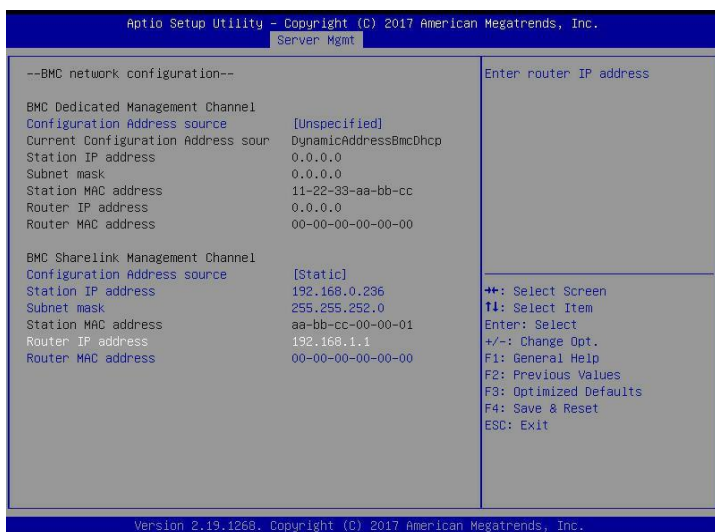 Aptio Setup Utility – Copyright (C) 2017 American Megatrends, Inc.
Server Mgmt
--BMC network configuration--
BMC Dedicated Management Channel
Configuration Address source [Unspecified]
Current Configuration Address sour DynamicAddressBmcDhcp
Station IP address 0.0.0.0
Subnet mask 0.0.0.0
Station MAC address 11-22-33-aa-bb-cc
Router IP address 0.0.0.0
Router MAC address 00-00-00-00-00-00
BMC Sharelink Management Channel
Configuration Address source [Static]
Station IP address 192.168.0.236
Subnet mask 255.255.252.0
Station MAC address aa-bb-cc-00-00-01
Router IP address 192.168.1.1
Router MAC address 00-00-00-00-00-00
Enter router IP address
→←: Select Screen
↑↓: Select Item
Enter: Select
+/-: Change Opt.
F1: General Help
F2: Previous Values
F3: Optimized Defaults
F4: Save & Reset
ESC: Exit
Version 2.19.1268. Copyright (C) 2017 American Megatrends, Inc.